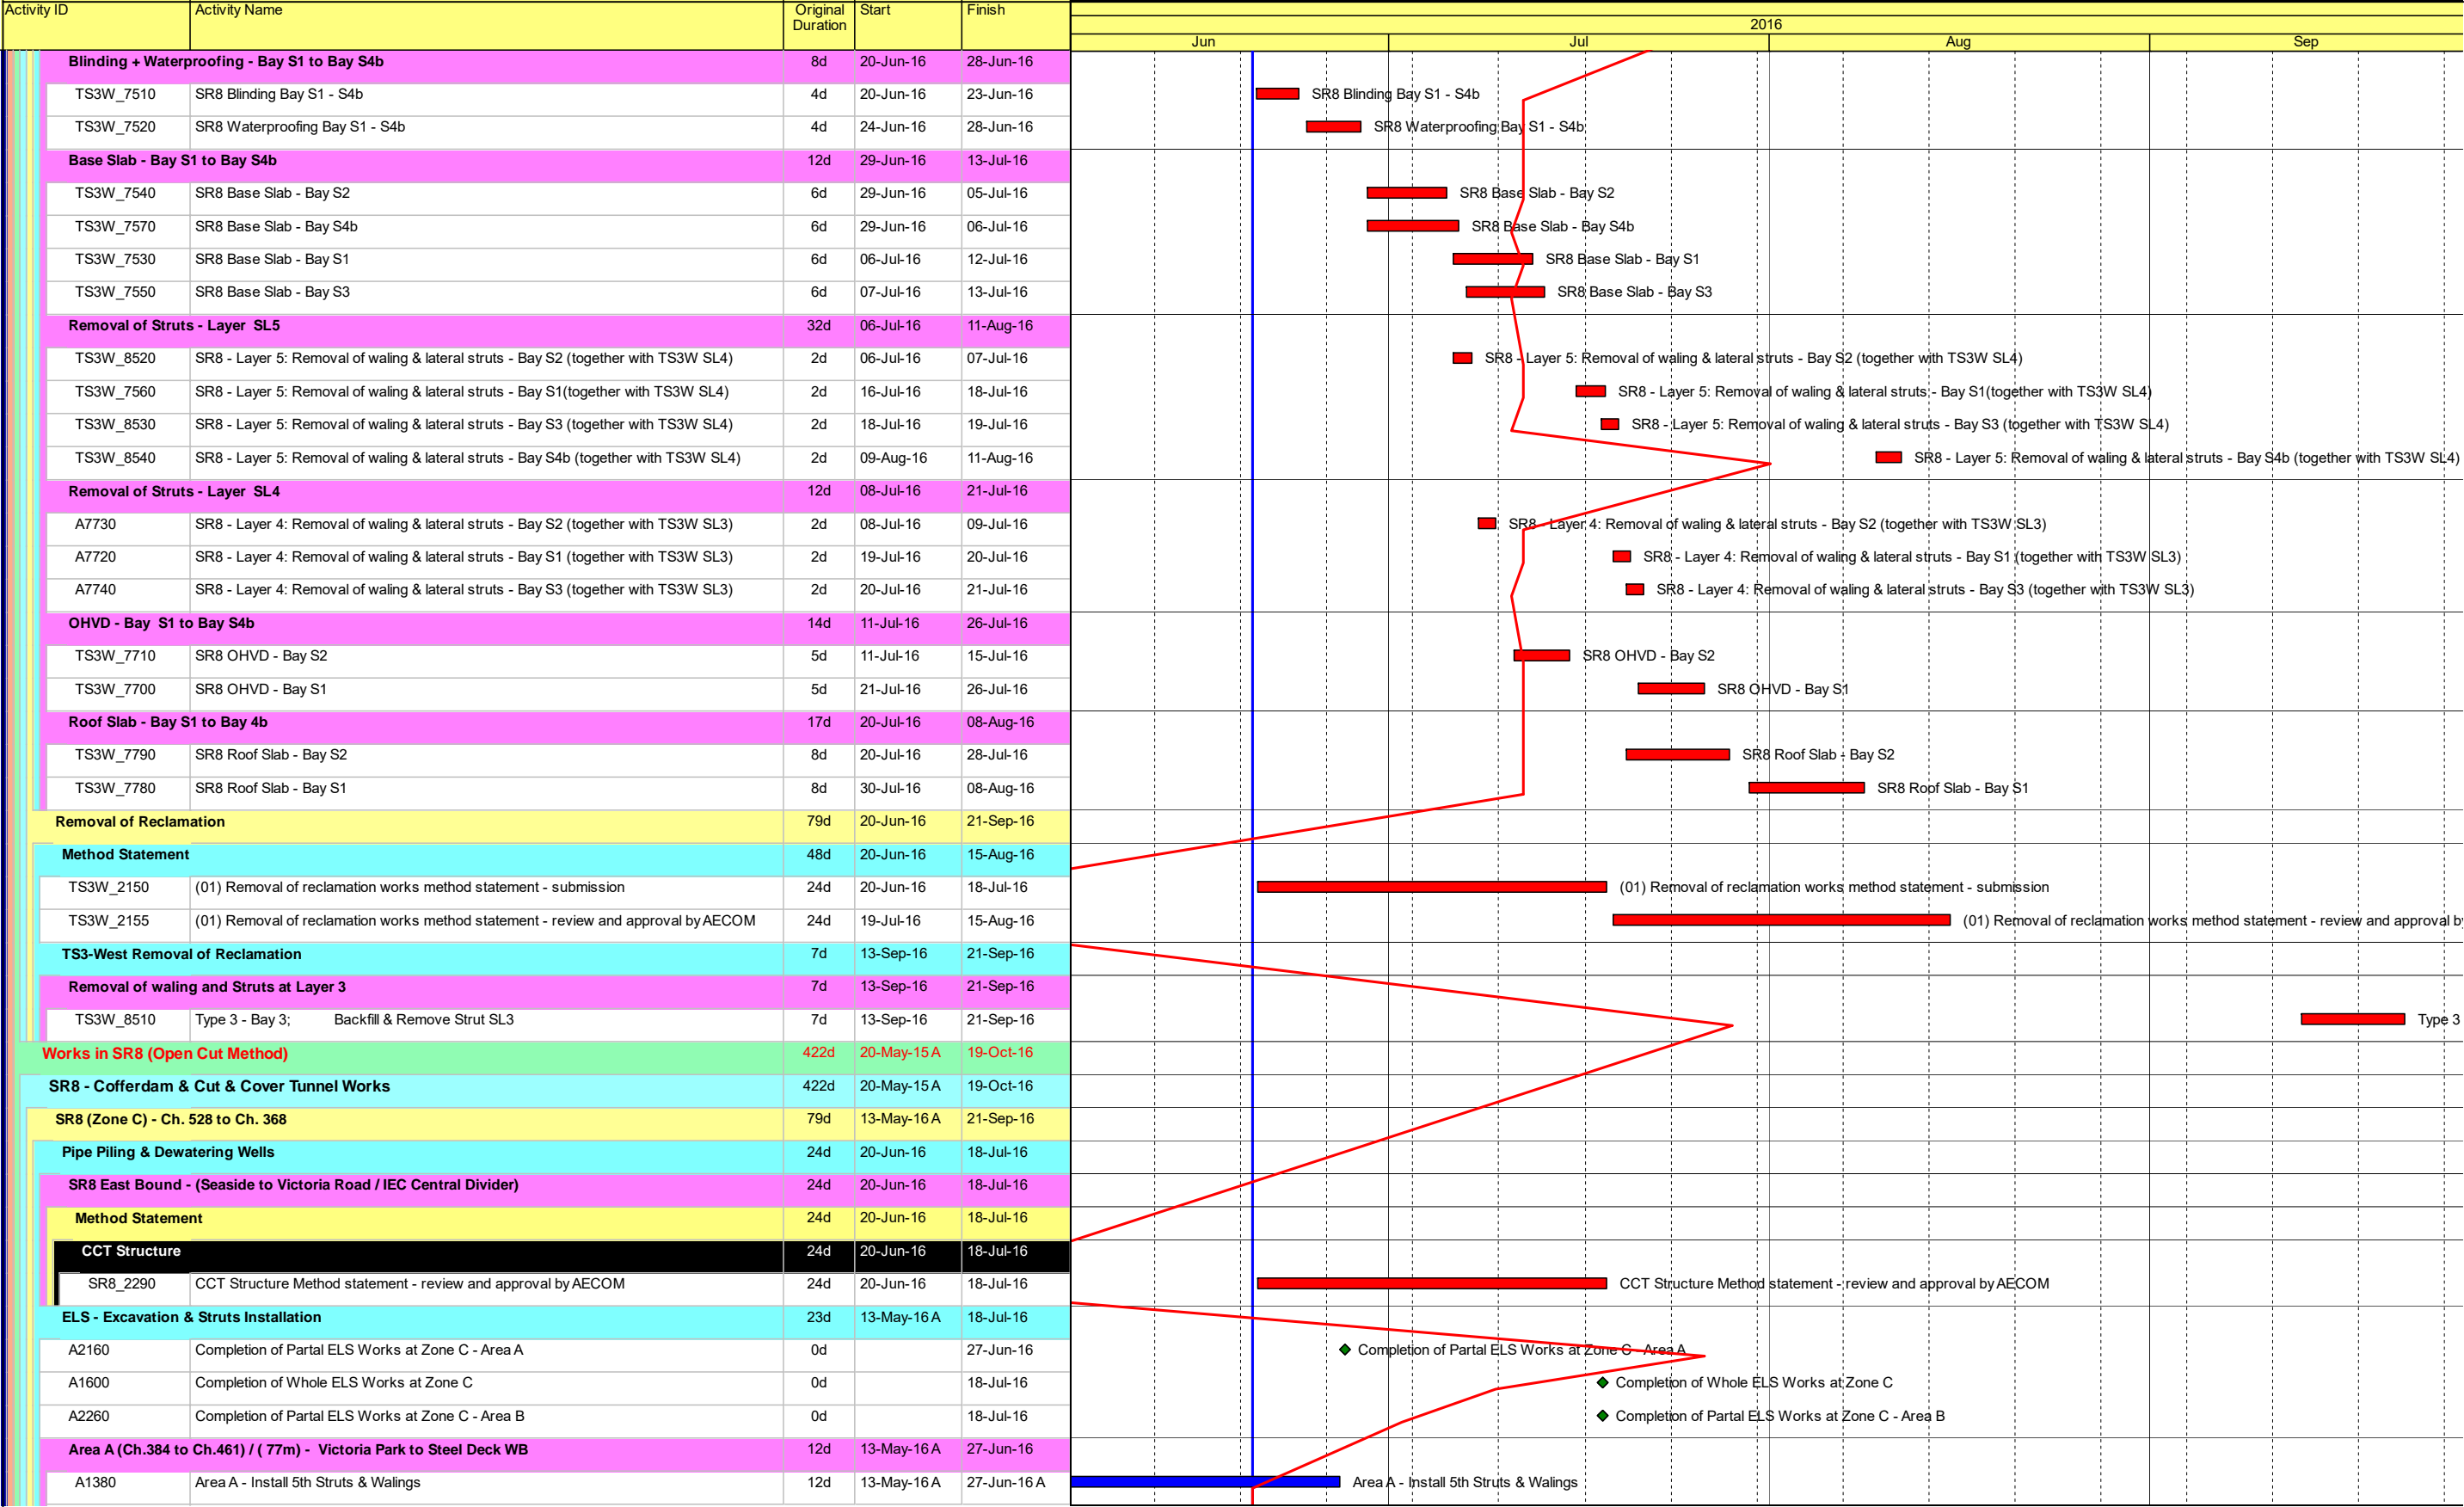 Activity ID Activity Name Original Duration Start Finish
2016
Jun Jul Aug Sep
Blinding + Waterproofing - Bay S1 to Bay S4b 8d 20-Jun-16 28-Jun-16
TS3W_7510 SR8 Blinding Bay S1 - S4b 4d 20-Jun-16 23-Jun-16 SR8 Blinding Bay S1 - S4b
TS3W_7520 SR8 Waterproofing Bay S1 - S4b 4d 24-Jun-16 28-Jun-16 SR8 Waterproofing Bay S1 - S4b
Base Slab - Bay S1 to Bay S4b 12d 29-Jun-16 13-Jul-16
TS3W_7540 SR8 Base Slab - Bay S2 6d 29-Jun-16 05-Jul-16 SR8 Base Slab - Bay S2
TS3W_7570 SR8 Base Slab - Bay S4b 6d 29-Jun-16 06-Jul-16 SR8 Base Slab - Bay S4b
TS3W_7530 SR8 Base Slab - Bay S1 6d 06-Jul-16 12-Jul-16 SR8 Base Slab - Bay S1
TS3W_7550 SR8 Base Slab - Bay S3 6d 07-Jul-16 13-Jul-16 SR8 Base Slab - Bay S3
Removal of Struts - Layer SL5 32d 06-Jul-16 11-Aug-16
TS3W_8520 SR8 - Layer 5: Removal of waling & lateral struts - Bay S2 (together with TS3W SL4) 2d 06-Jul-16 07-Jul-16 SR8 - Layer 5: Removal of waling & lateral struts - Bay S2 (together with TS3W SL4)
TS3W_7560 SR8 - Layer 5: Removal of waling & lateral struts - Bay S1(together with TS3W SL4) 2d 16-Jul-16 18-Jul-16 SR8 - Layer 5: Removal of waling & lateral struts - Bay S1(together with TS3W SL4)
TS3W_8530 SR8 - Layer 5: Removal of waling & lateral struts - Bay S3 (together with TS3W SL4) 2d 18-Jul-16 19-Jul-16 SR8 - Layer 5: Removal of waling & lateral struts - Bay S3 (together with TS3W SL4)
TS3W_8540 SR8 - Layer 5: Removal of waling & lateral struts - Bay S4b (together with TS3W SL4) 2d 09-Aug-16 11-Aug-16 SR8 - Layer 5: Removal of waling & lateral struts - Bay S4b (together with TS3W SL4)
Removal of Struts - Layer SL4 12d 08-Jul-16 21-Jul-16
A7730 SR8 - Layer 4: Removal of waling & lateral struts - Bay S2 (together with TS3W SL3) 2d 08-Jul-16 09-Jul-16 SR8 - Layer 4: Removal of waling & lateral struts - Bay S2 (together with TS3W SL3)
A7720 SR8 - Layer 4: Removal of waling & lateral struts - Bay S1 (together with TS3W SL3) 2d 19-Jul-16 20-Jul-16 SR8 - Layer 4: Removal of waling & lateral struts - Bay S1 (together with TS3W SL3)
A7740 SR8 - Layer 4: Removal of waling & lateral struts - Bay S3 (together with TS3W SL3) 2d 20-Jul-16 21-Jul-16 SR8 - Layer 4: Removal of waling & lateral struts - Bay S3 (together with TS3W SL3)
OHVD - Bay S1 to Bay S4b 14d 11-Jul-16 26-Jul-16
TS3W_7710 SR8 OHVD - Bay S2 5d 11-Jul-16 15-Jul-16 SR8 OHVD - Bay S2
TS3W_7700 SR8 OHVD - Bay S1 5d 21-Jul-16 26-Jul-16 SR8 OHVD - Bay S1
Roof Slab - Bay S1 to Bay 4b 17d 20-Jul-16 08-Aug-16
TS3W_7790 SR8 Roof Slab - Bay S2 8d 20-Jul-16 28-Jul-16 SR8 Roof Slab - Bay S2
TS3W_7780 SR8 Roof Slab - Bay S1 8d 30-Jul-16 08-Aug-16 SR8 Roof Slab - Bay S1
Removal of Reclamation 79d 20-Jun-16 21-Sep-16
Method Statement 48d 20-Jun-16 15-Aug-16
TS3W_2150 (01) Removal of reclamation works method statement - submission 24d 20-Jun-16 18-Jul-16 (01) Removal of reclamation works method statement - submission
TS3W_2155 (01) Removal of reclamation works method statement - review and approval by AECOM 24d 19-Jul-16 15-Aug-16 (01) Removal of reclamation works method statement - review and approval b
TS3-West Removal of Reclamation 7d 13-Sep-16 21-Sep-16
Removal of waling and Struts at Layer 3 7d 13-Sep-16 21-Sep-16
TS3W_8510 Type 3 - Bay 3; Backfill & Remove Strut SL3 7d 13-Sep-16 21-Sep-16 Type 3
Works in SR8 (Open Cut Method) 422d 20-May-15 A 19-Oct-16
SR8 - Cofferdam & Cut & Cover Tunnel Works 422d 20-May-15 A 19-Oct-16
SR8 (Zone C) - Ch. 528 to Ch. 368 79d 13-May-16 A 21-Sep-16
Pipe Piling & Dewatering Wells 24d 20-Jun-16 18-Jul-16
SR8 East Bound - (Seaside to Victoria Road / IEC Central Divider) 24d 20-Jun-16 18-Jul-16
Method Statement 24d 20-Jun-16 18-Jul-16
CCT Structure 24d 20-Jun-16 18-Jul-16
SR8_2290 CCT Structure Method statement - review and approval by AECOM 24d 20-Jun-16 18-Jul-16 CCT Structure Method statement - review and approval by AECOM
ELS - Excavation & Struts Installation 23d 13-May-16 A 18-Jul-16
A2160 Completion of Partal ELS Works at Zone C - Area A 0d 27-Jun-16 Completion of Partal ELS Works at Zone C - Area A
A1600 Completion of Whole ELS Works at Zone C 0d 18-Jul-16 Completion of Whole ELS Works at Zone C
A2260 Completion of Partal ELS Works at Zone C - Area B 0d 18-Jul-16 Completion of Partal ELS Works at Zone C - Area B
Area A (Ch.384 to Ch.461) / ( 77m) - Victoria Park to Steel Deck WB 12d 13-May-16 A 27-Jun-16
A1380 Area A - Install 5th Struts & Walings 12d 13-May-16 A 27-Jun-16 A Area A - Install 5th Struts & Walings